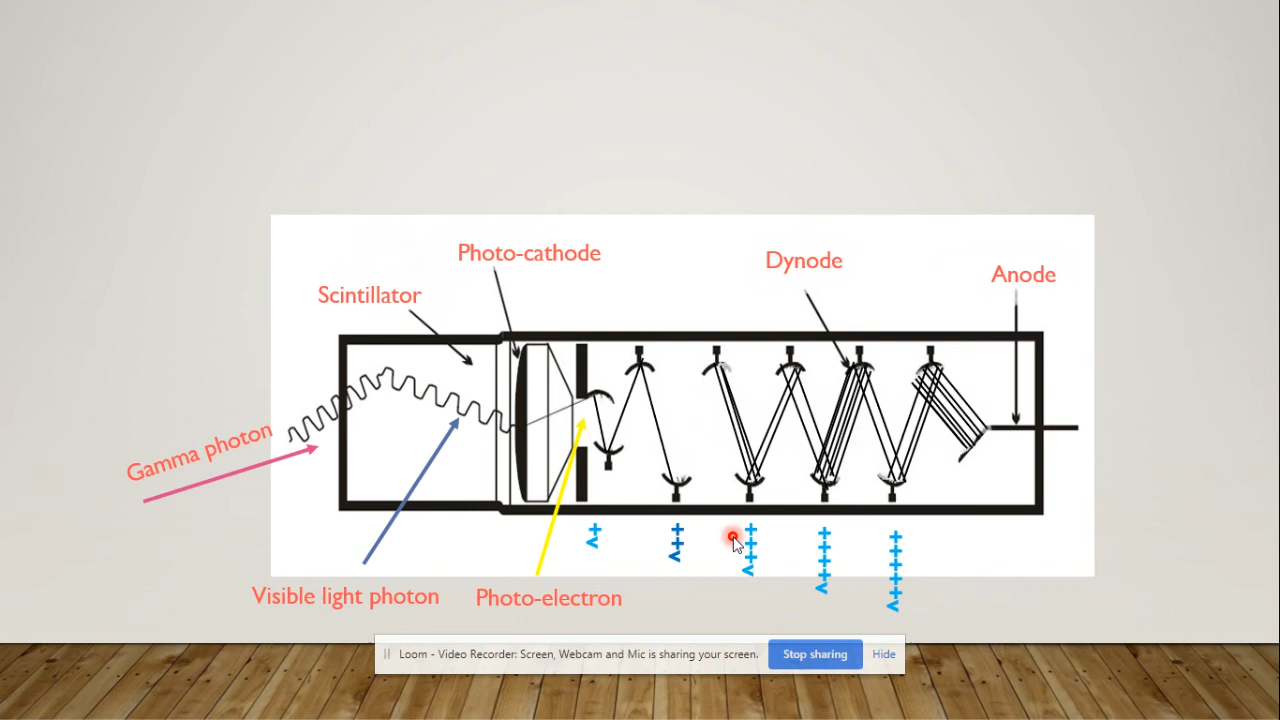 Photo-cathode
Dynode
Anode
Scintillator
Gamma photon
+V
++V
+++V
++++V
+++++V
Visible light photon
Photo-electron
Loom - Video Recorder: Screen, Webcam and Mic is sharing your screen.
Stop sharing
Hide